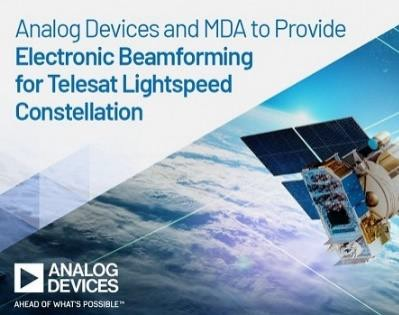 Analog Devices and MDA to Provide
Electronic Beamforming
for Telesat Lightspeed
Constellation
ANALOG
DEVICES
AHEAD OF WHAT'S POSSIBLE™